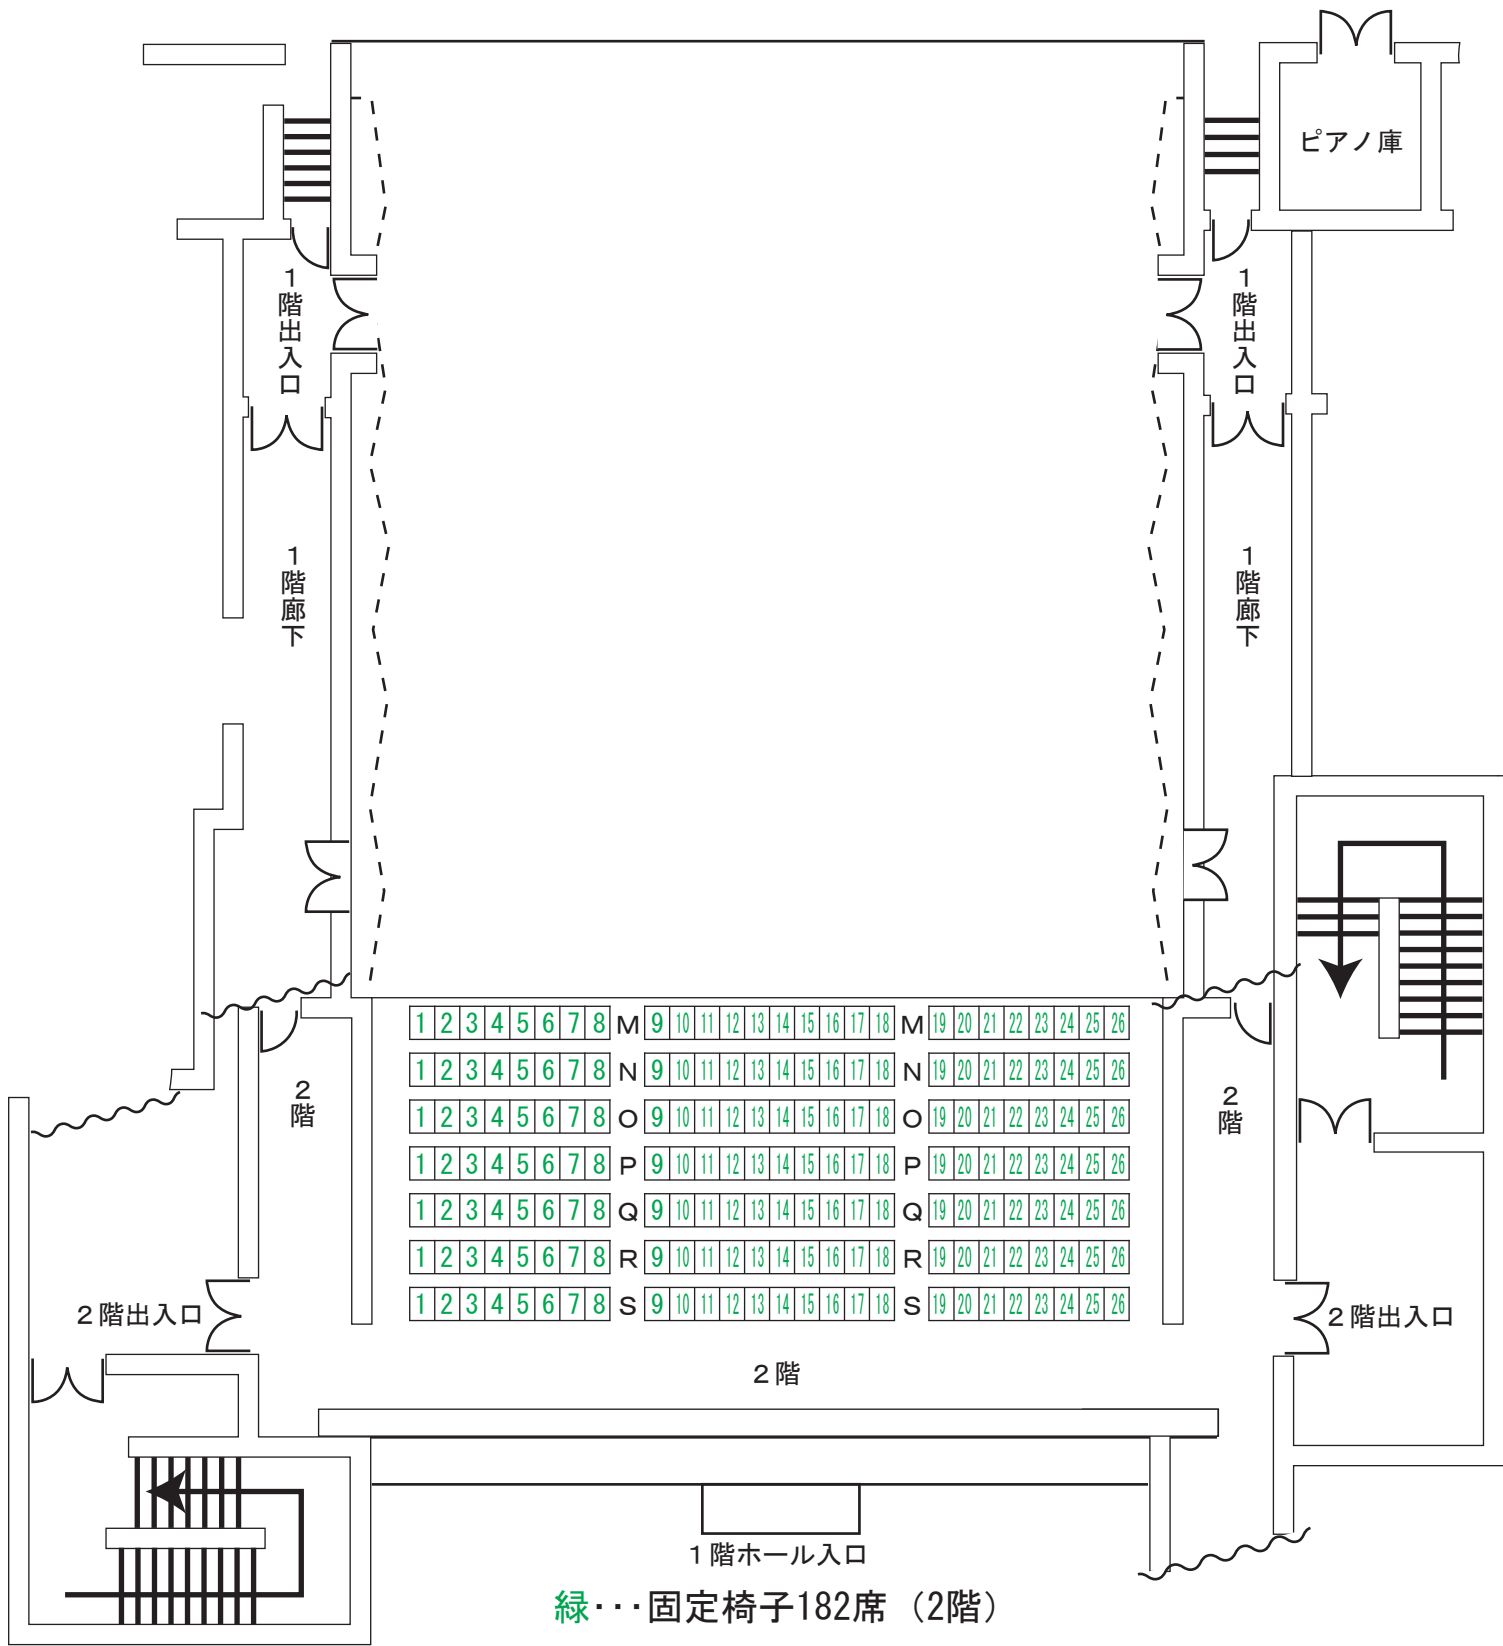 ピアノ庫
1階出入口
1階出入口
1階廊下
1階廊下
1 2 3 4 5 6 7 8 M 9 10 11 12 13 14 15 16 17 18 M 19 20 21 22 23 24 25 26
1 2 3 4 5 6 7 8 N 9 10 11 12 13 14 15 16 17 18 N 19 20 21 22 23 24 25 26
2階
2階
1 2 3 4 5 6 7 8 O 9 10 11 12 13 14 15 16 17 18 O 19 20 21 22 23 24 25 26
1 2 3 4 5 6 7 8 P 9 10 11 12 13 14 15 16 17 18 P 19 20 21 22 23 24 25 26
1 2 3 4 5 6 7 8 Q 9 10 11 12 13 14 15 16 17 18 Q 19 20 21 22 23 24 25 26
1 2 3 4 5 6 7 8 R 9 10 11 12 13 14 15 16 17 18 R 19 20 21 22 23 24 25 26
1 2 3 4 5 6 7 8 S 9 10 11 12 13 14 15 16 17 18 S 19 20 21 22 23 24 25 26
2階出入口
2階出入口
2階
1階ホール入口
緑･･･固定椅子182席（2階）